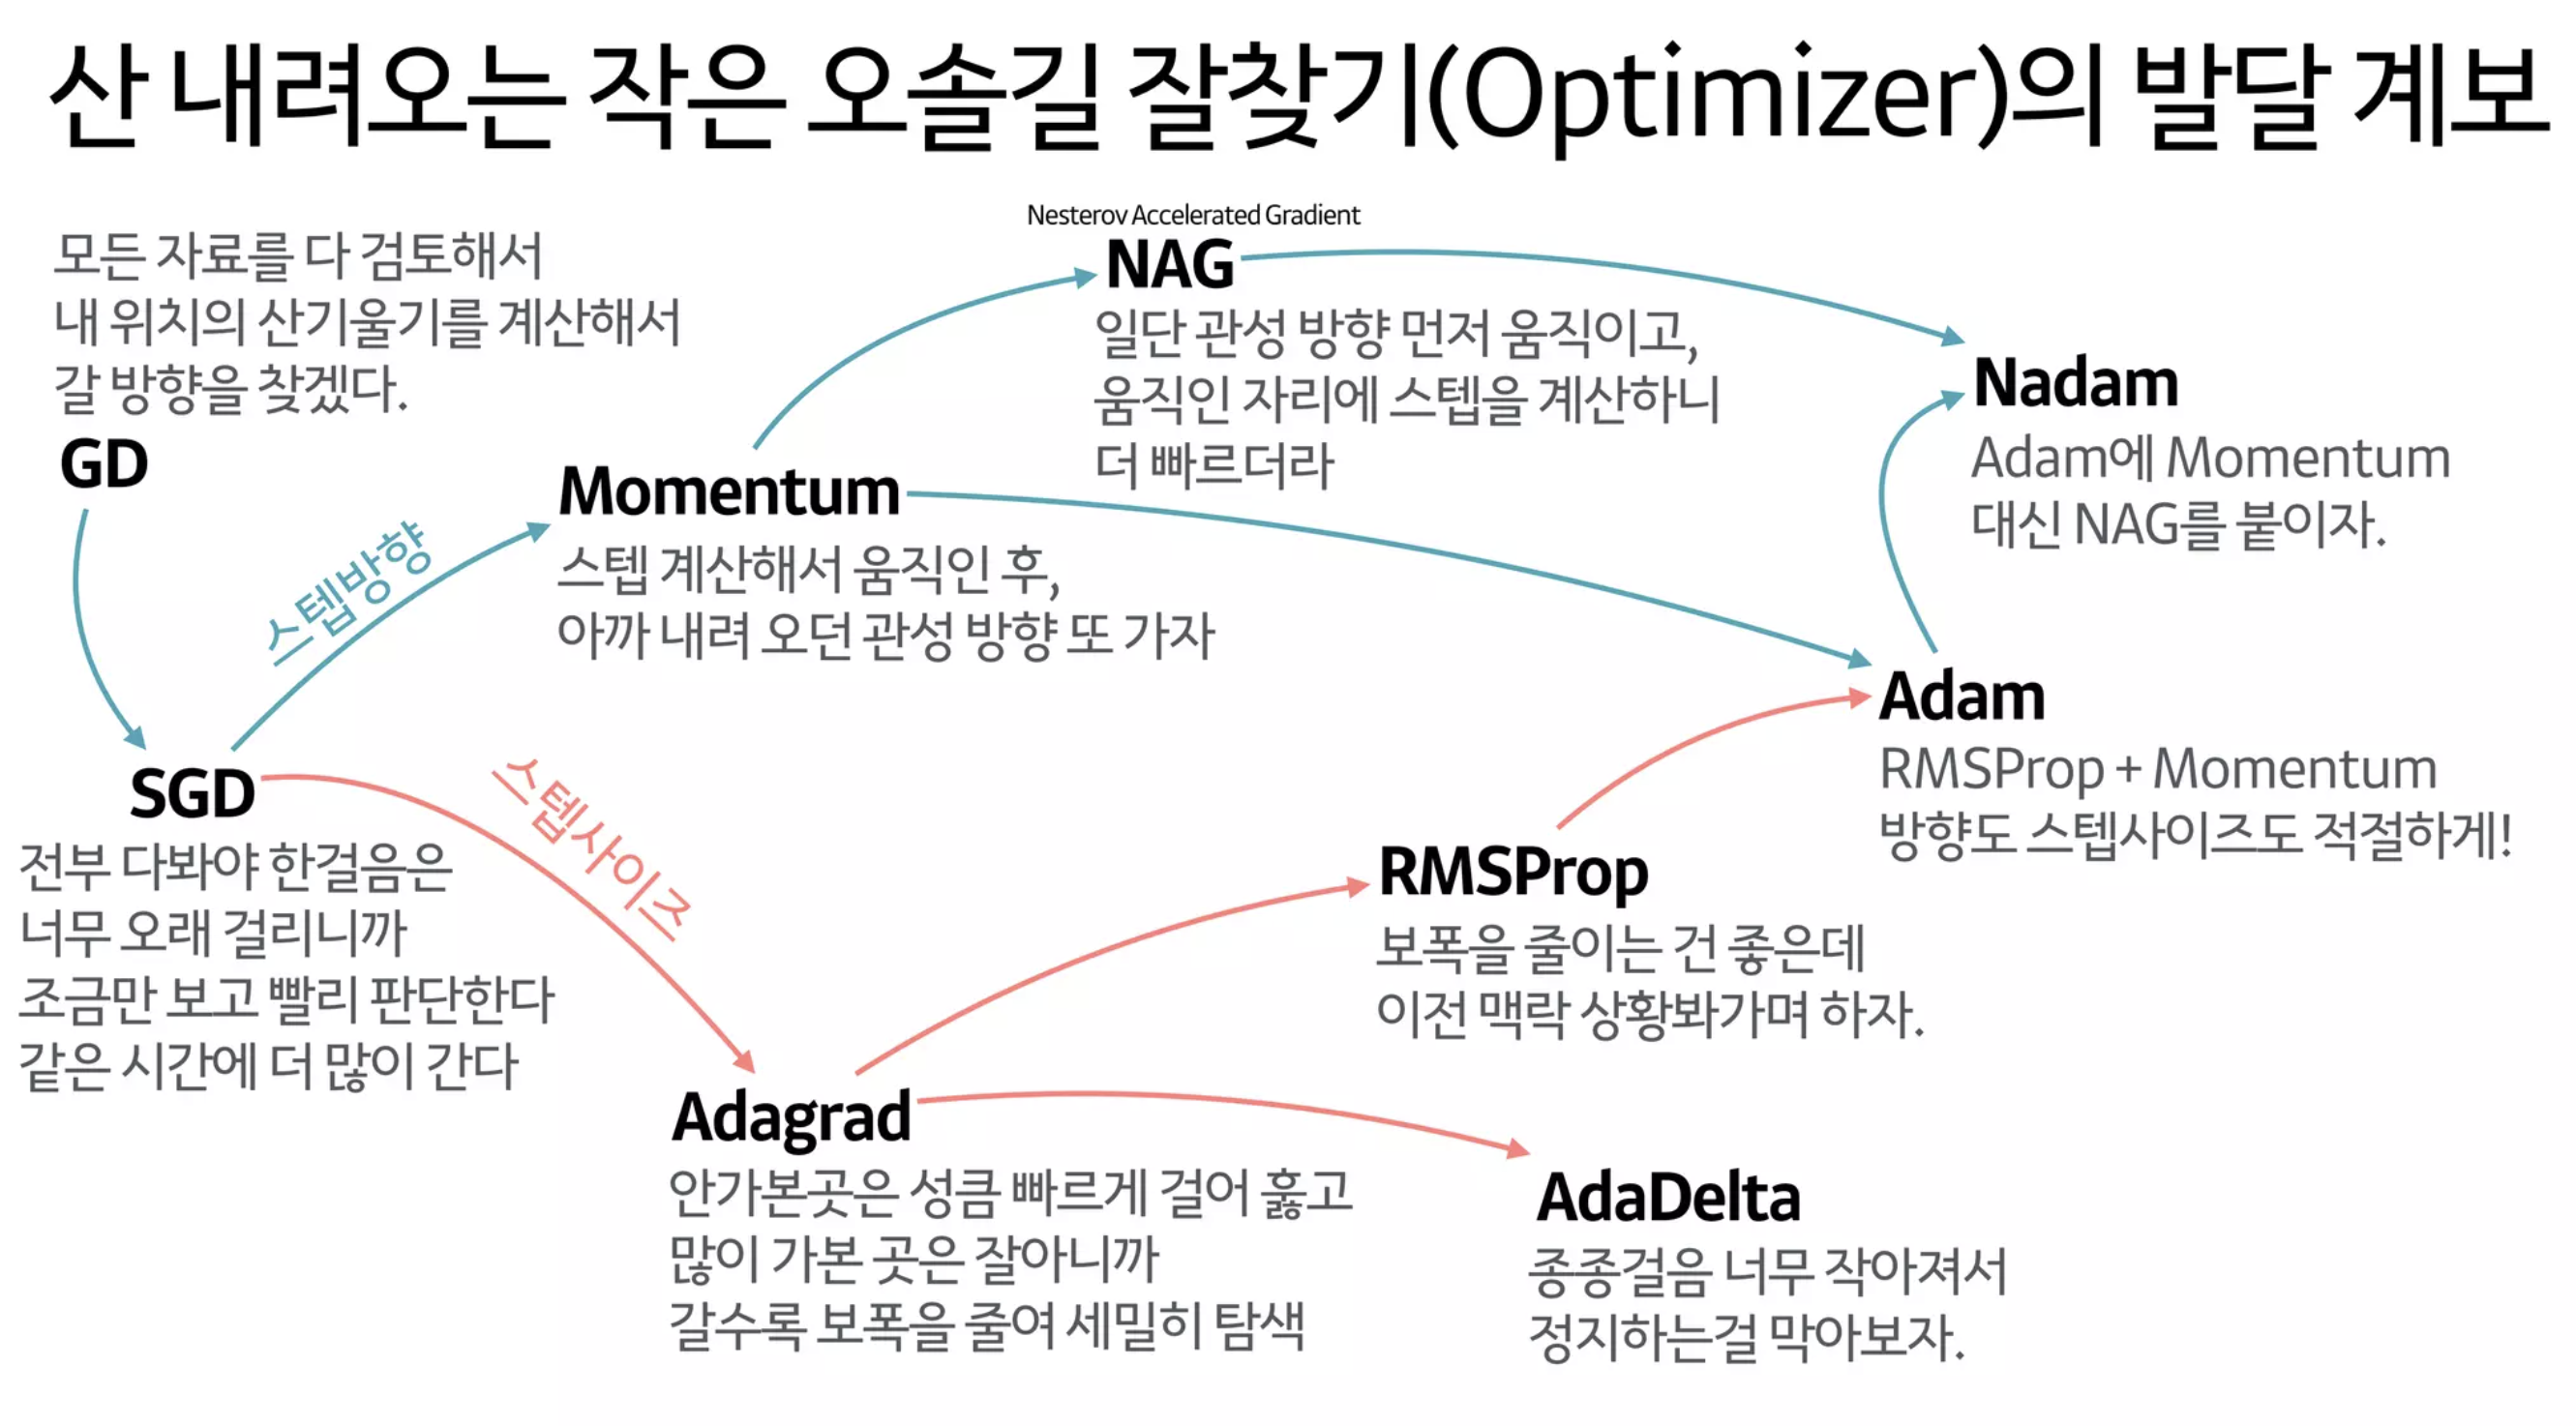 산 내려오는 작은 오솔길 잘찾기(Optimizer)의 발달 계보
모든 자료를 다 검토해서
내 위치의 산기울기를 계산해서
갈 방향을 찾겠다.
GD
스텝방향
SGD
전부 다봐야 한걸음은
너무 오래 걸리니까
조금만 보고 빨리 판단한다
같은 시간에 더 많이 간다
스텝사이즈
Momentum
스텝 계산해서 움직인 후,
아까 내려 오던 관성 방향 또 가자
Nesterov Accelerated Gradient
NAG
일단 관성 방향 먼저 움직이고,
움직인 자리에 스텝을 계산하니
더 빠르더라
Nadam
Adam에 Momentum
대신 NAG를 붙이자.
Adam
RMSProp + Momentum
방향도 스텝사이즈도 적절하게!
RMSProp
보폭을 줄이는 건 좋은데
이전 맥락 상황봐가며 하자.
Adagrad
안가본곳은 성큼 빠르게 걸어 훓고
많이 가본 곳은 잘아니까
갈수록 보폭을 줄여 세밀히 탐색
AdaDelta
종종걸음 너무 작아져서
정지하는걸 막아보자.